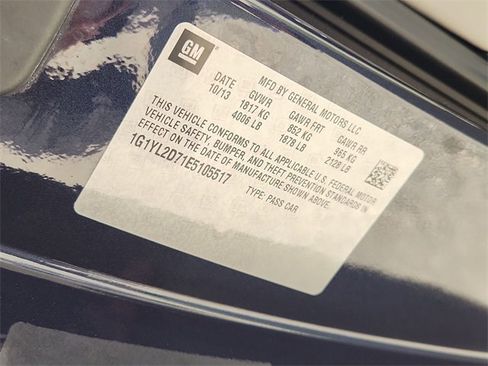 GM
MFD BY GENERAL MOTORS LLC
DATE GVWR GAWR FRT GAWR RR
10/13 1817 KG 852 KG 965 KG
4006 LB 1878 LB 2128 LB
THIS VEHICLE CONFORMS TO ALL APPLICABLE U.S. FEDERAL MOTOR
VEHICLE SAFETY, BUMPER, AND THEFT PREVENTION STANDARDS IN
EFFECT ON THE DATE OF MANUFACTURE SHOWN ABOVE.
1G1YL2D71E5105517
TYPE: PASS CAR